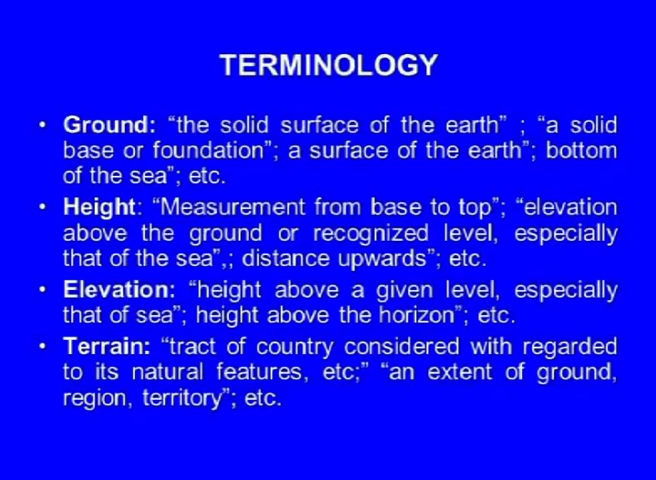 TERMINOLOGY
• Ground: “the solid surface of the earth” ; “a solid
base or foundation”; a surface of the earth”; bottom
of the sea”; etc.
• Height: “Measurement from base to top”; “elevation
above the ground or recognized level, especially
that of the sea”,; distance upwards”; etc.
• Elevation: “height above a given level, especially
that of sea”; height above the horizon”; etc.
• Terrain: “tract of country considered with regarded
to its natural features, etc;” “an extent of ground,
region, territory”; etc.